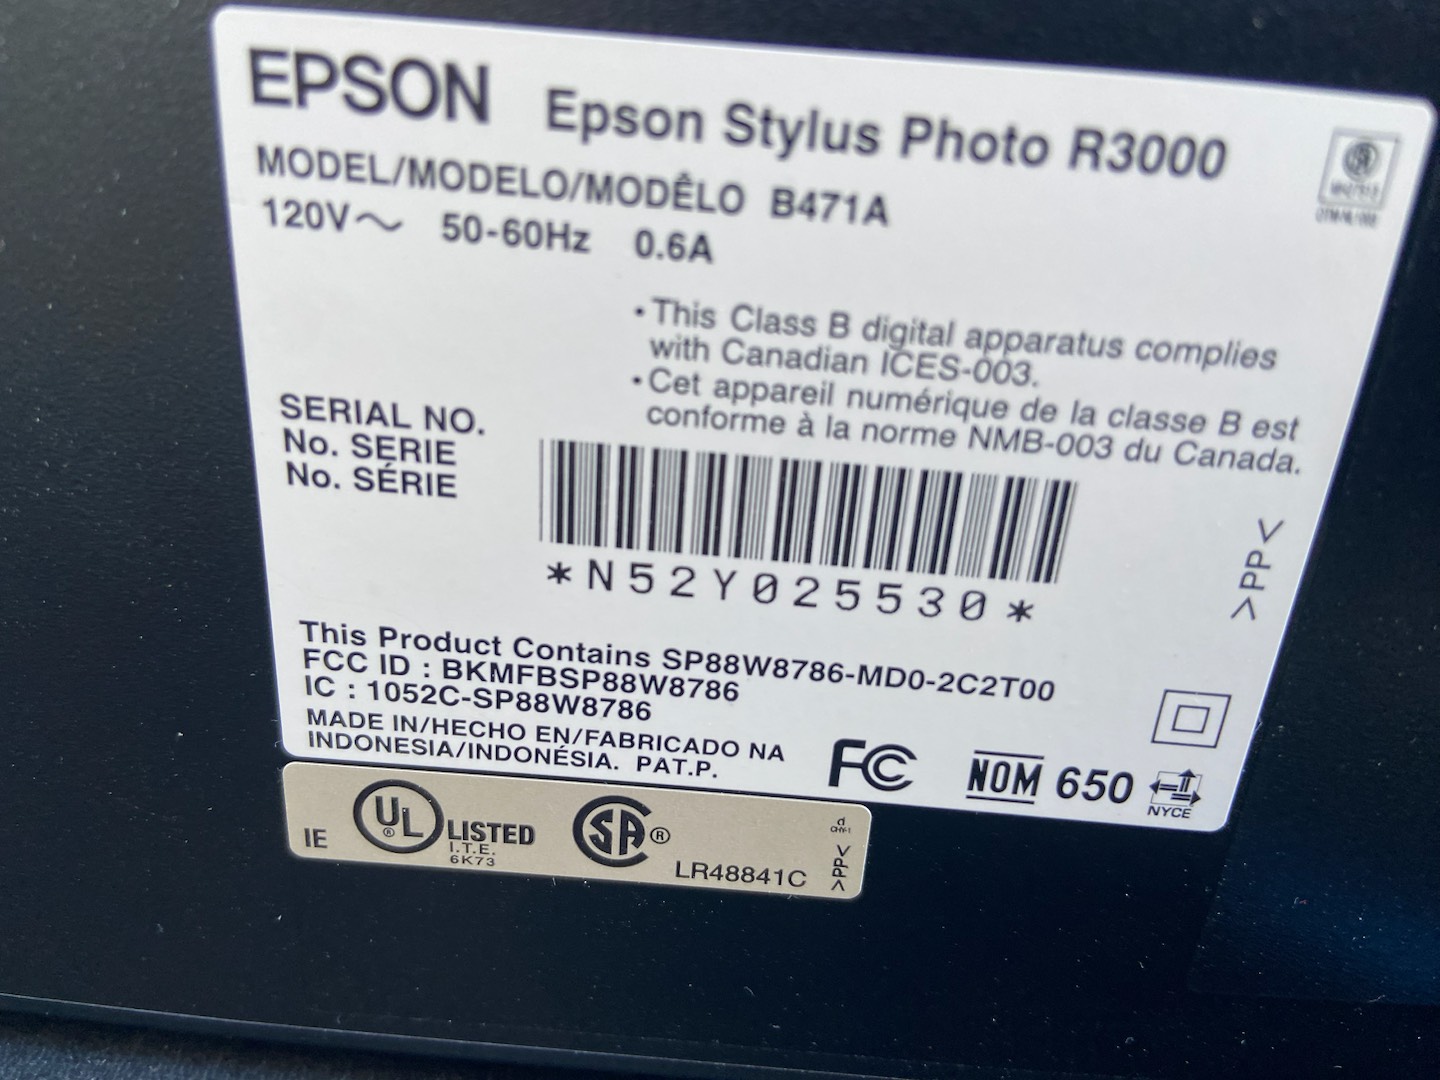 EPSON Epson Stylus Photo R3000
MODEL/MODELO/MODÊLO B471A
120V～ 50-60Hz 0.6A
•This Class B digital apparatus complies
with Canadian ICES-003.
•Cet appareil numérique de la classe B est
conforme à la norme NMB-003 du Canada.
SERIAL NO.
No. SERIE
No. SÉRIE
*N52Y025530*
>PP<
This Product Contains SP88W8786-MD0-2C2T00
FCC ID : BKMFBSP88W8786
IC : 1052C-SP88W8786
MADE IN/HECHO EN/FABRICADO NA
INDONESIA/INDONÉSIA. PAT.P.
FC
NOM 650
NYCE
IE
UL ®
LISTED
I.T.E.
6K73
SA ®
LR48841C
>PP<